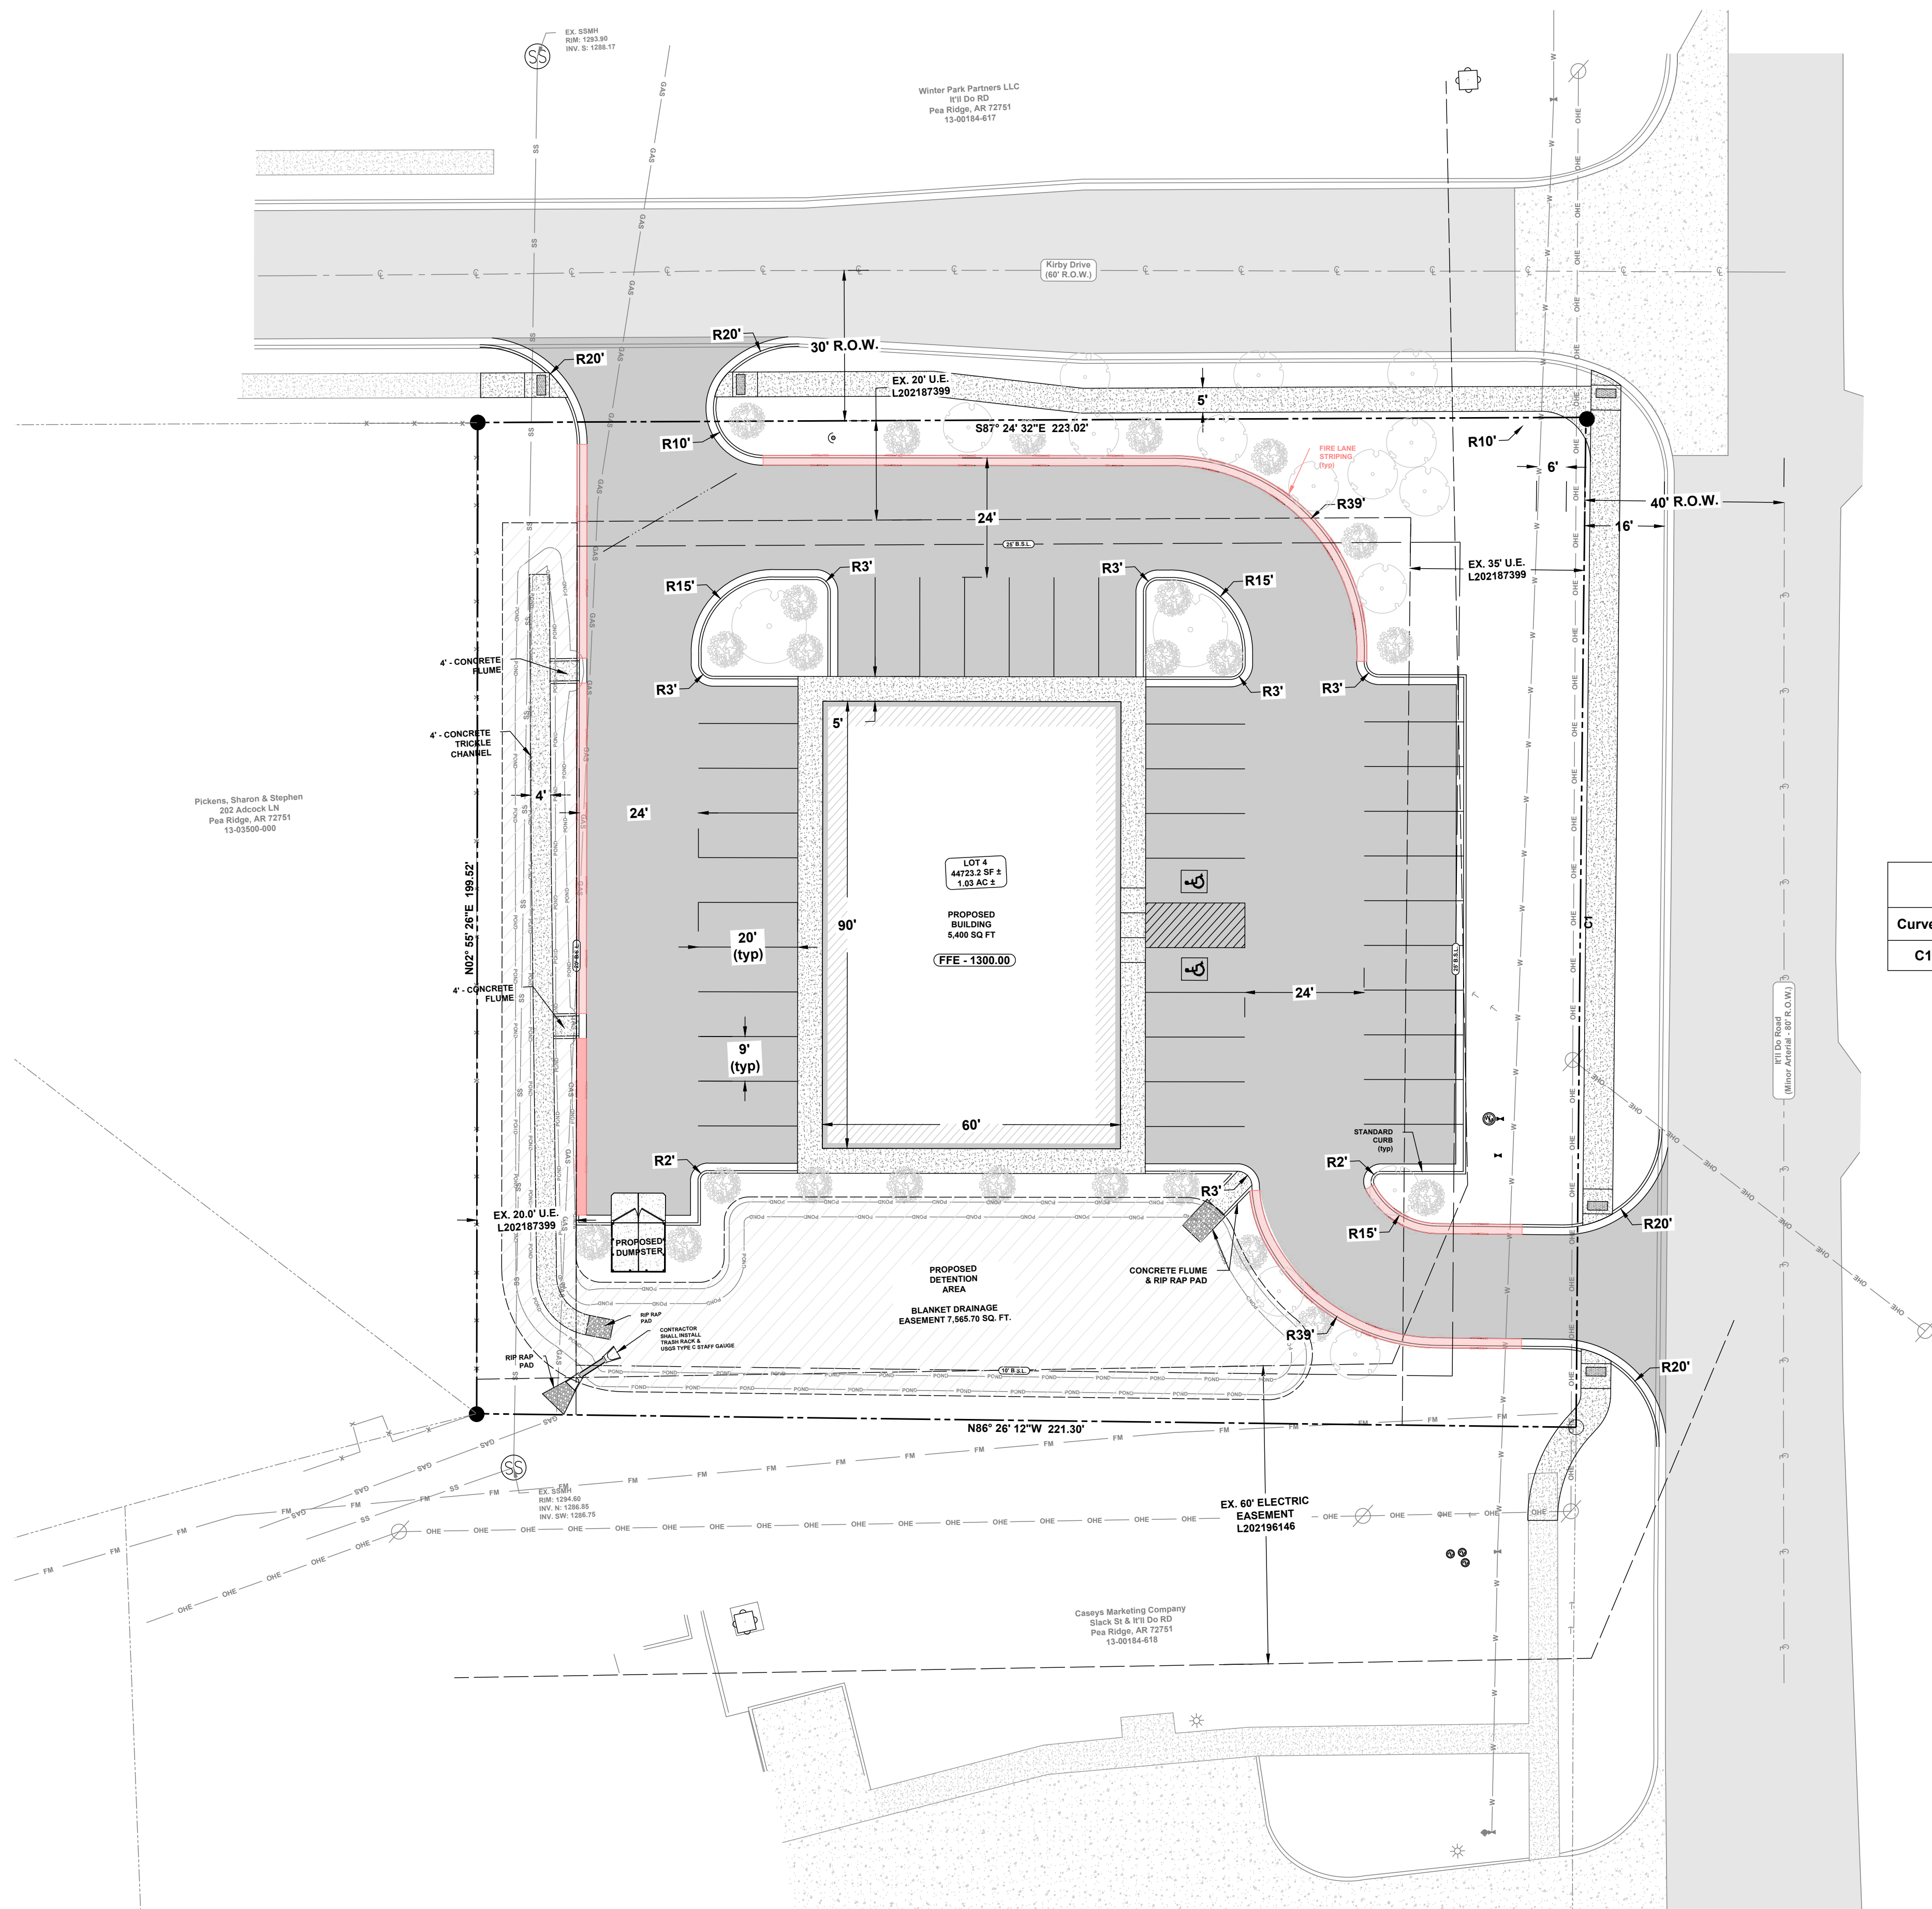 EX. SSMH
RIM: 1293.90
INV. S: 1288.17
SS
Winter Park Partners LLC
It'll Do RD
Pea Ridge, AR 72751
13-00184-617
Kirby Drive
(60' R.O.W.)
R20'
R20'
30' R.O.W.
EX. 20' U.E.
L202187399
5'
S87° 24' 32"E 223.02'
R10'
R10'
FIRE LANE
STRIPING
(typ)
6'
40' R.O.W.
16'
R39'
24'
25' B.S.L.
EX. 35' U.E.
L202187399
R15'
R3'
R3'
R15'
R3'
R3'
R3'
4' - CONCRETE
FLUME
4' - CONCRETE
TRICKLE
CHANNEL
5'
4'
24'
Pickens, Sharon & Stephen
202 Adcock LN
Pea Ridge, AR 72751
13-03500-000
N02° 55' 26"E 199.52'
LOT 4
44723.2 SF ±
1.03 AC ±
PROPOSED
BUILDING
5,400 SQ FT
FFE - 1300.00
90'
20'
(typ)
20' B.S.L.
25' B.S.L.
C1
Curve
C1
4' - CONCRETE
FLUME
24'
9'
(typ)
It'll Do Road
(Minor Arterial - 80' R.O.W.)
60'
STANDARD
CURB
(typ)
R2'
R2'
R3'
R15'
R20'
EX. 20.0' U.E.
L202187399
PROPOSED
DUMPSTER
PROPOSED
DETENTION
AREA
BLANKET DRAINAGE
EASEMENT 7,565.70 SQ. FT.
CONCRETE FLUME
& RIP RAP PAD
RIP RAP
PAD
CONTRACTOR
SHALL INSTALL
TRASH RACK &
USGS TYPE C STAFF GAUGE
RIP RAP
PAD
R39'
R20'
10' B.S.L.
N86° 26' 12"W 221.30'
SS
EX. SSMH
RIM: 1294.60
INV. N: 1286.85
INV. SW: 1286.75
EX. 60' ELECTRIC
EASEMENT
L202196146
Caseys Marketing Company
Slack St & It'll Do RD
Pea Ridge, AR 72751
13-00184-618